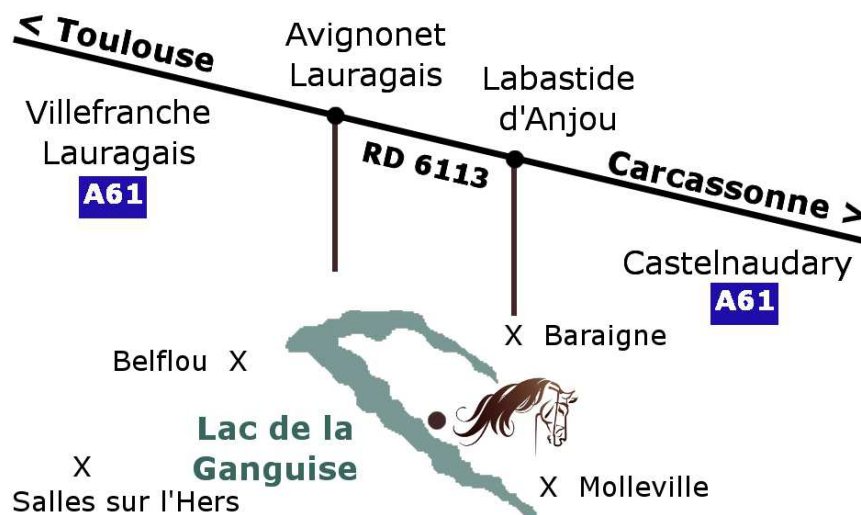 < Toulouse
Avignonet
Lauragais
Labastide
d'Anjou
Villefranche
Lauragais
A61
RD 6113
Carcassonne >
Castelnaudary
A61
X Baraigne
Belflou X
Lac de la
Ganguise
X
Salles sur l'Hers
X Molleville